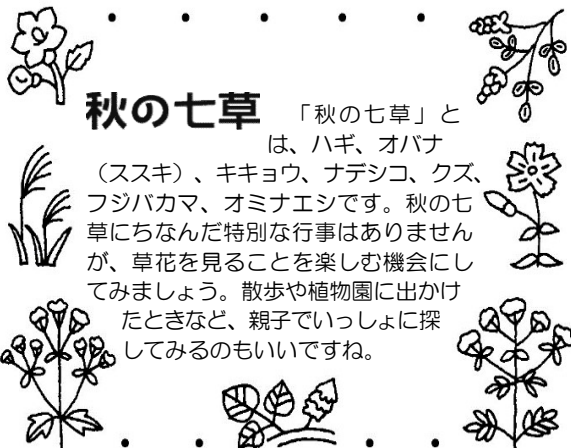 秋の七草
「秋の七草」と
は、ハギ、オバナ
（ススキ）、キキョウ、ナデシコ、クズ、
フジバカマ、オミナエシです。秋の七
草にちなんだ特別な行事はありません
が、草花を見ることを楽しむ機会にし
てみましょう。散歩や植物園に出かけ
たときなど、親子でいっしょに探
してみるのもいいですね。